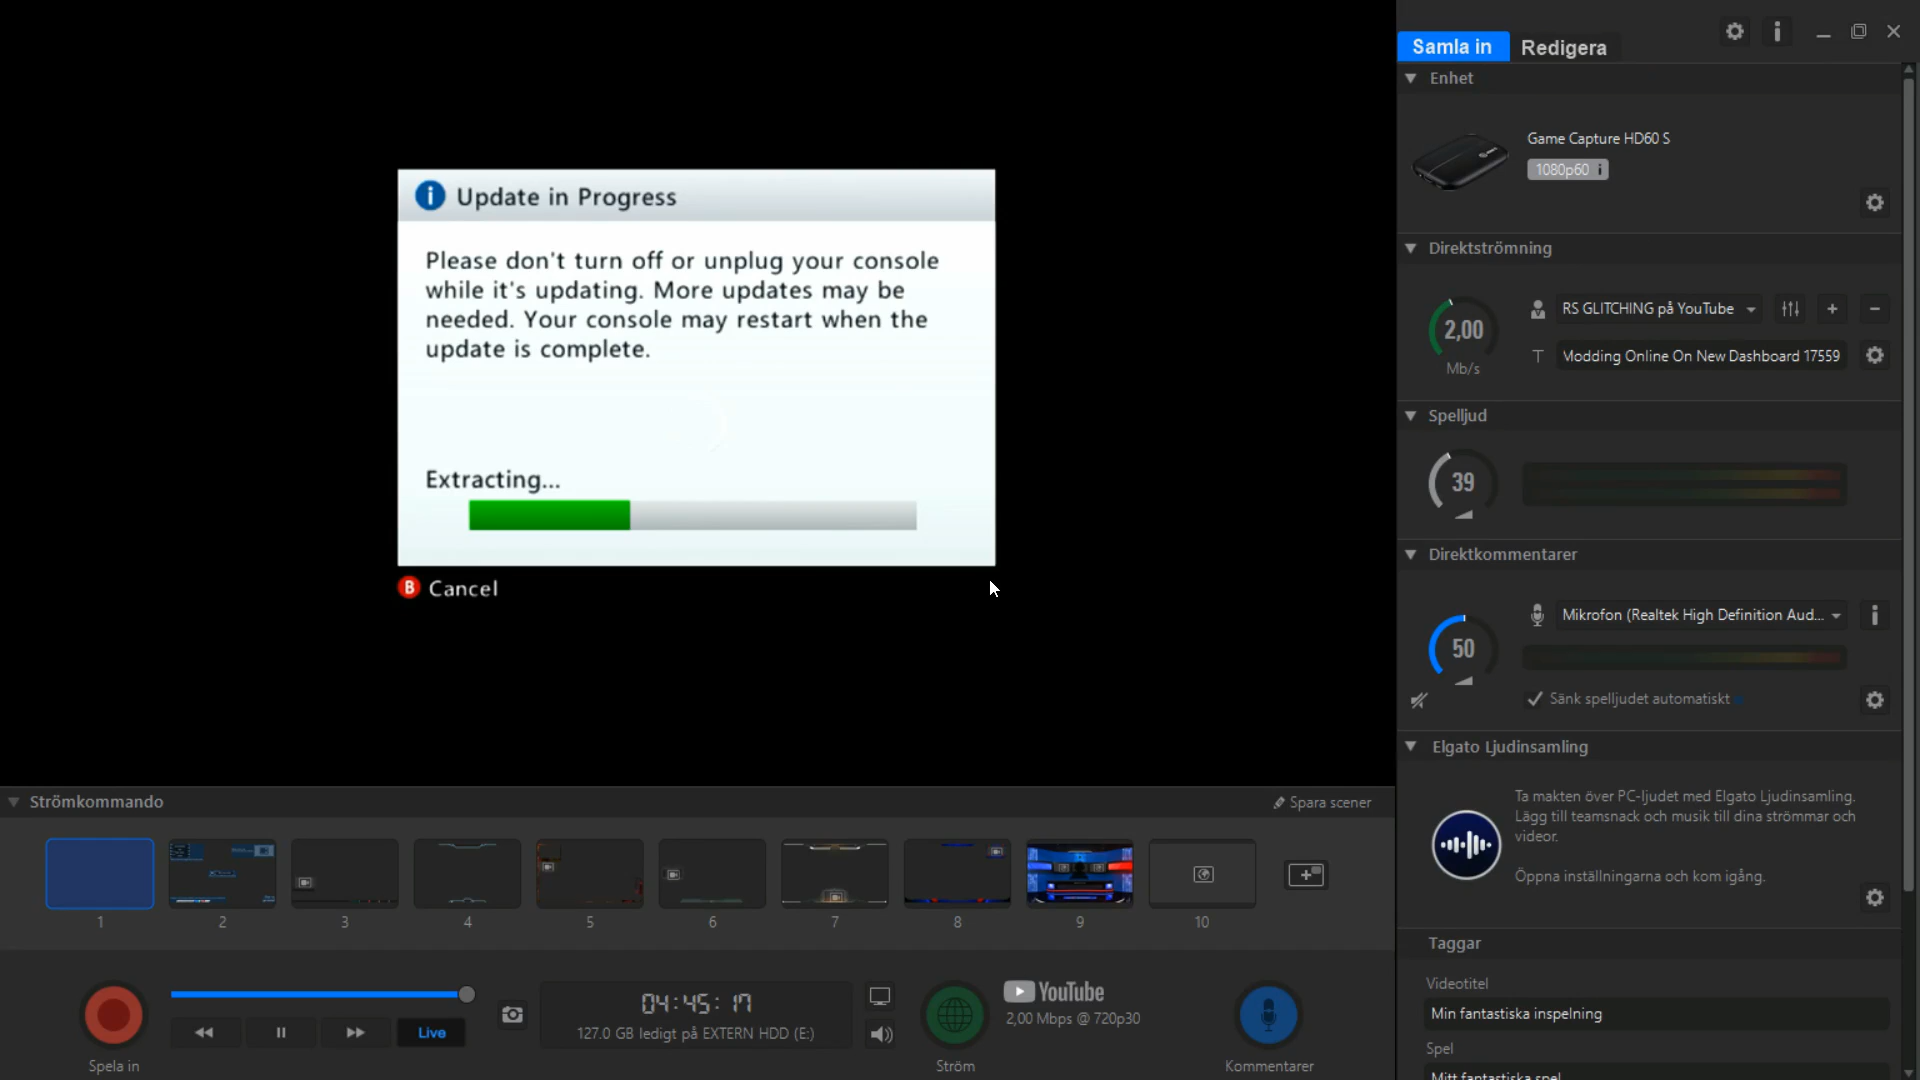 Update in Progress
Please don't turn off or unplug your console
while it's updating. More updates may be
needed. Your console may restart when the
update is complete.
Extracting...
B Cancel
Samla in
Redigera
Enhet
Game Capture HD60 S
1080p60 i
Direktströmning
2,00
Mb/s
RS GLITCHING på YouTube
T Modding Online On New Dashboard 17559
Spelljud
39
Direktkommentarer
50
Mikrofon (Realtek High Definition Aud...
Sänk spelljudet automatiskt
Elgato Ljudinsamling
Ta makten över PC-ljudet med Elgato Ljudinsamling.
Lägg till teamsnack och musik till dina strömmar och
videor.
Öppna inställningarna och kom igång.
Taggar
Videotitel
Min fantastiska inspelning
Spel
Mitt fantastiska spel
Strömkommando
Spara scener
1 2 3 4 5 6 7 8 9 10
Spela in
Live
04:45:17
127.0 GB ledigt på EXTERN HDD (E:)
Ström
YouTube
2,00 Mbps @ 720p30
Kommentarer